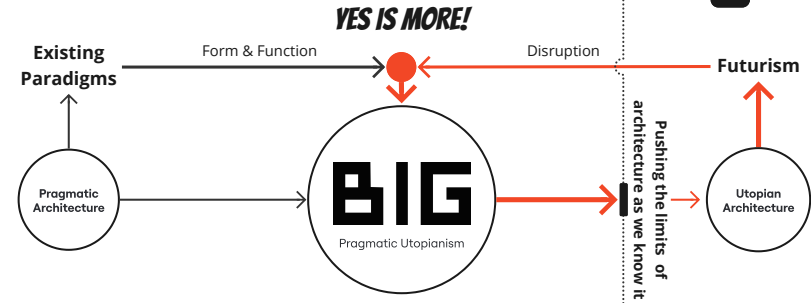 YES IS MORE!
Existing
Paradigms
Form & Function
Disruption
Futurism
Pragmatic
Architecture
BIG
Pragmatic Utopianism
Pushing the limits of
architecture as we know it
Utopian
Architecture